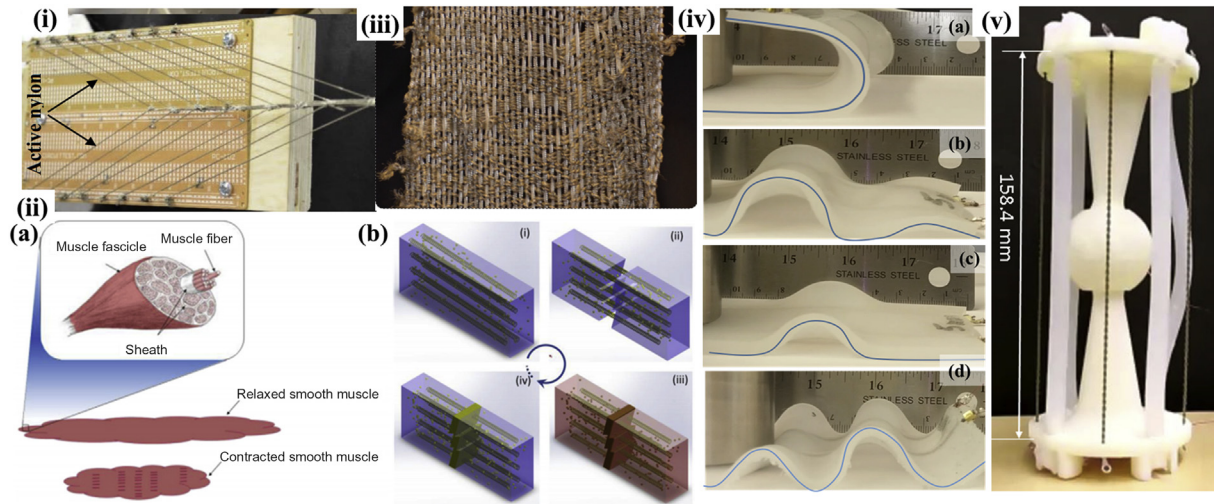 (i)
Active nylon
(ii)
(a)
Muscle fascicle
Muscle fiber
Sheath
Relaxed smooth muscle
Contracted smooth muscle
(iii)
(b)
(i)
(ii)
(iv)
(iii)
(iv)
(a)
17
(b)
14
15
16
17
18
STAINLESS STEEL
(c)
15
16
17
STAINLESS STEEL
(d)
15
16
17
18
STAINLESS STEEL
(v)
158.4 mm